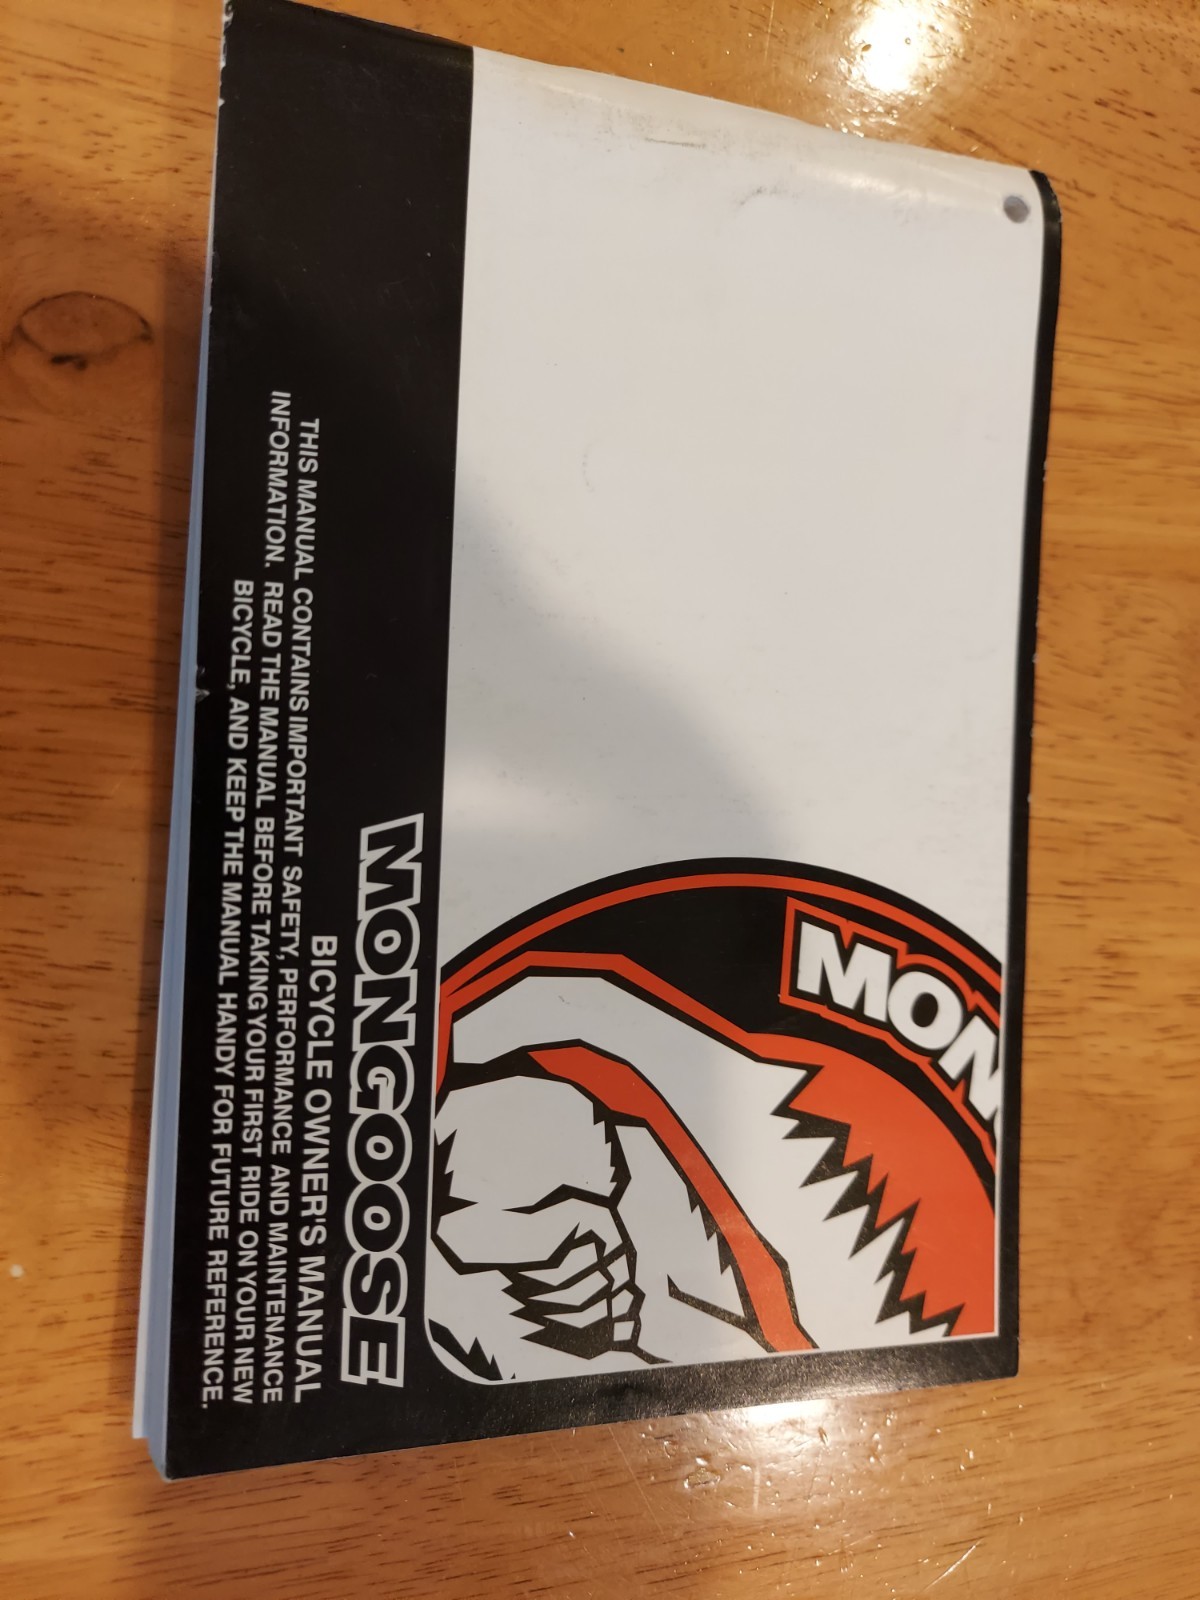 MON
MONGOOSE
BICYCLE OWNER'S MANUAL
THIS MANUAL CONTAINS IMPORTANT SAFETY, PERFORMANCE AND MAINTENANCE
INFORMATION. READ THE MANUAL BEFORE TAKING YOUR FIRST RIDE ON YOUR NEW
BICYCLE, AND KEEP THE MANUAL HANDY FOR FUTURE REFERENCE.